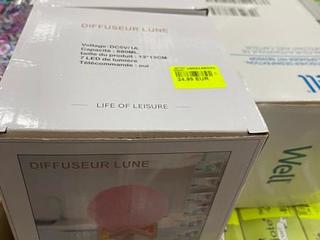 DIFFUSEUR LUNE
Voltage: DC5V/1A
Capacité : 880ML
taille du produit : 13*13CM
7 LED de lumière
Télécommande : oui
24,99 EUR
LIFE OF LEISURE
DIFFUSEUR LUNE
Well